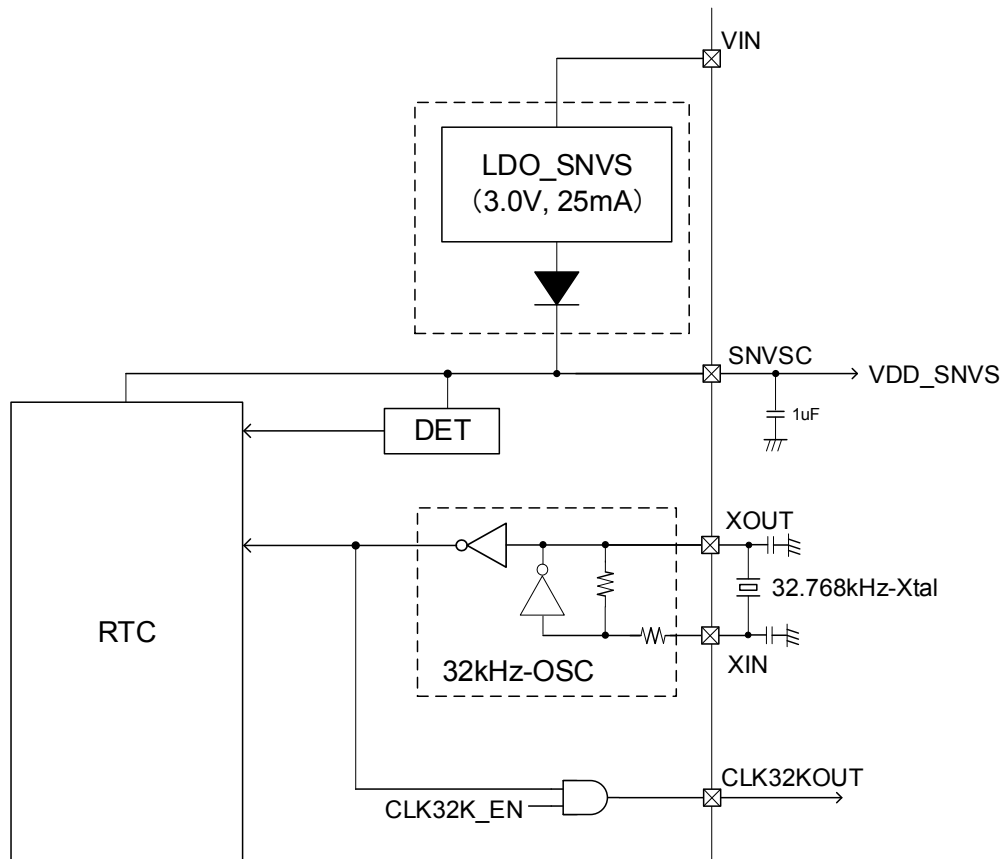 VIN
LDO_SNVS
（3.0V, 25mA）
SNVSC
VDD_SNVS
1uF
DET
XOUT
32.768kHz-Xtal
RTC
XIN
32kHz-OSC
CLK32KOUT
CLK32K_EN